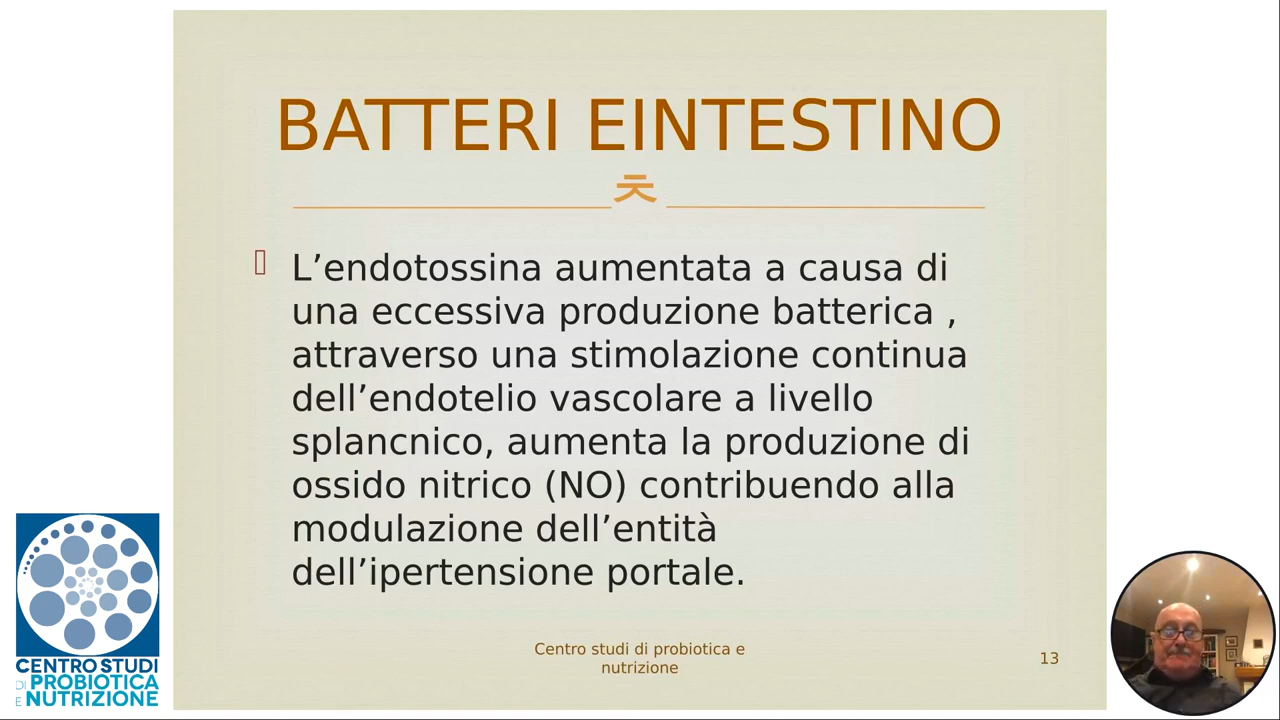 BATTERI EINTESTINO
L’endotossina aumentata a causa di
una eccessiva produzione batterica ,
attraverso una stimolazione continua
dell’endotelio vascolare a livello
splancnico, aumenta la produzione di
ossido nitrico (NO) contribuendo alla
modulazione dell’entità
dell’ipertensione portale.
Centro studi di probiotica e
nutrizione
13
CENTRO STUDI
DI PROBIOTICA
E NUTRIZIONE